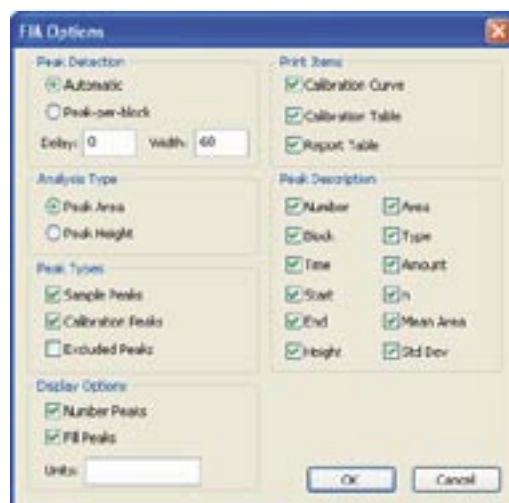 FIA Options
Peak Detection
Automatic
Peak-per-block
Delay: 0 Width: 60
Analysis Type
Peak Area
Peak Height
Peak Types
Sample Peaks
Calibration Peaks
Excluded Peaks
Display Options
Number Peaks
Fill Peaks
Units:
Print Items
Calibration Curve
Calibration Table
Report Table
Peak Description
Number Area
Block Type
Time Amount
Start n
End Mean Area
Height Std Dev
OK Cancel